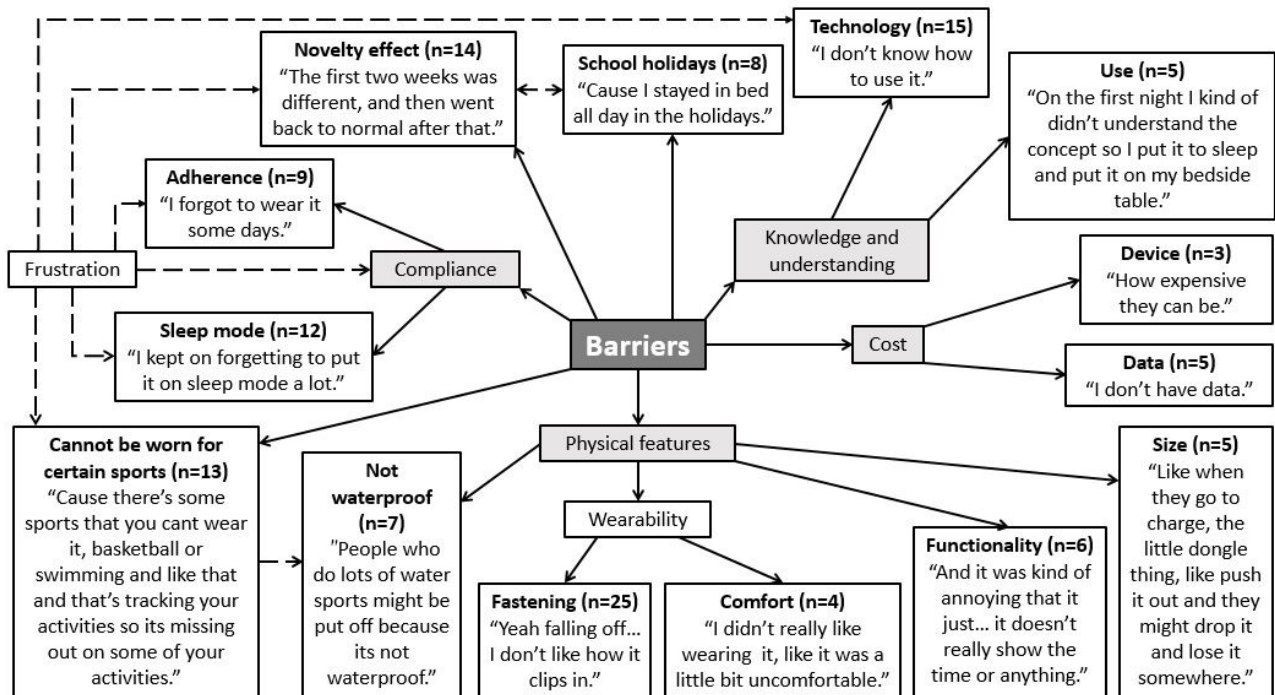 Technology (n=15)
“I don’t know how
to use it.”
Novelty effect (n=14)
“The first two weeks was
different, and then went
back to normal after that.”
School holidays (n=8)
“Cause I stayed in bed
all day in the holidays.”
Use (n=5)
“On the first night I kind of
didn’t understand the
concept so I put it to sleep
and put it on my bedside
table.”
Adherence (n=9)
“I forgot to wear it
some days.”
Frustration
Compliance
Knowledge and
understanding
Device (n=3)
“How expensive
they can be.”
Sleep mode (n=12)
“I kept on forgetting to put
it on sleep mode a lot.”
Barriers
Cost
Data (n=5)
“I don’t have data.”
Cannot be worn for
certain sports (n=13)
“Cause there’s some
sports that you cant wear
it, basketball or
swimming and like that
and that’s tracking your
activities so its missing
out on some of your
activities.”
Not
waterproof
(n=7)
”People who
do lots of water
sports might be
put off because
its not
waterproof.”
Physical features
Wearability
Fastening (n=25)
“Yeah falling off…
I don’t like how it
clips in.”
Comfort (n=4)
“I didn’t really like
wearing it, like it was a
little bit uncomfortable.”
Functionality (n=6)
“And it was kind of
annoying that it
just… it doesn’t
really show the
time or anything.”
Size (n=5)
“Like when
they go to
charge, the
little dongle
thing, like push
it out and they
might drop it
and lose it
somewhere.”